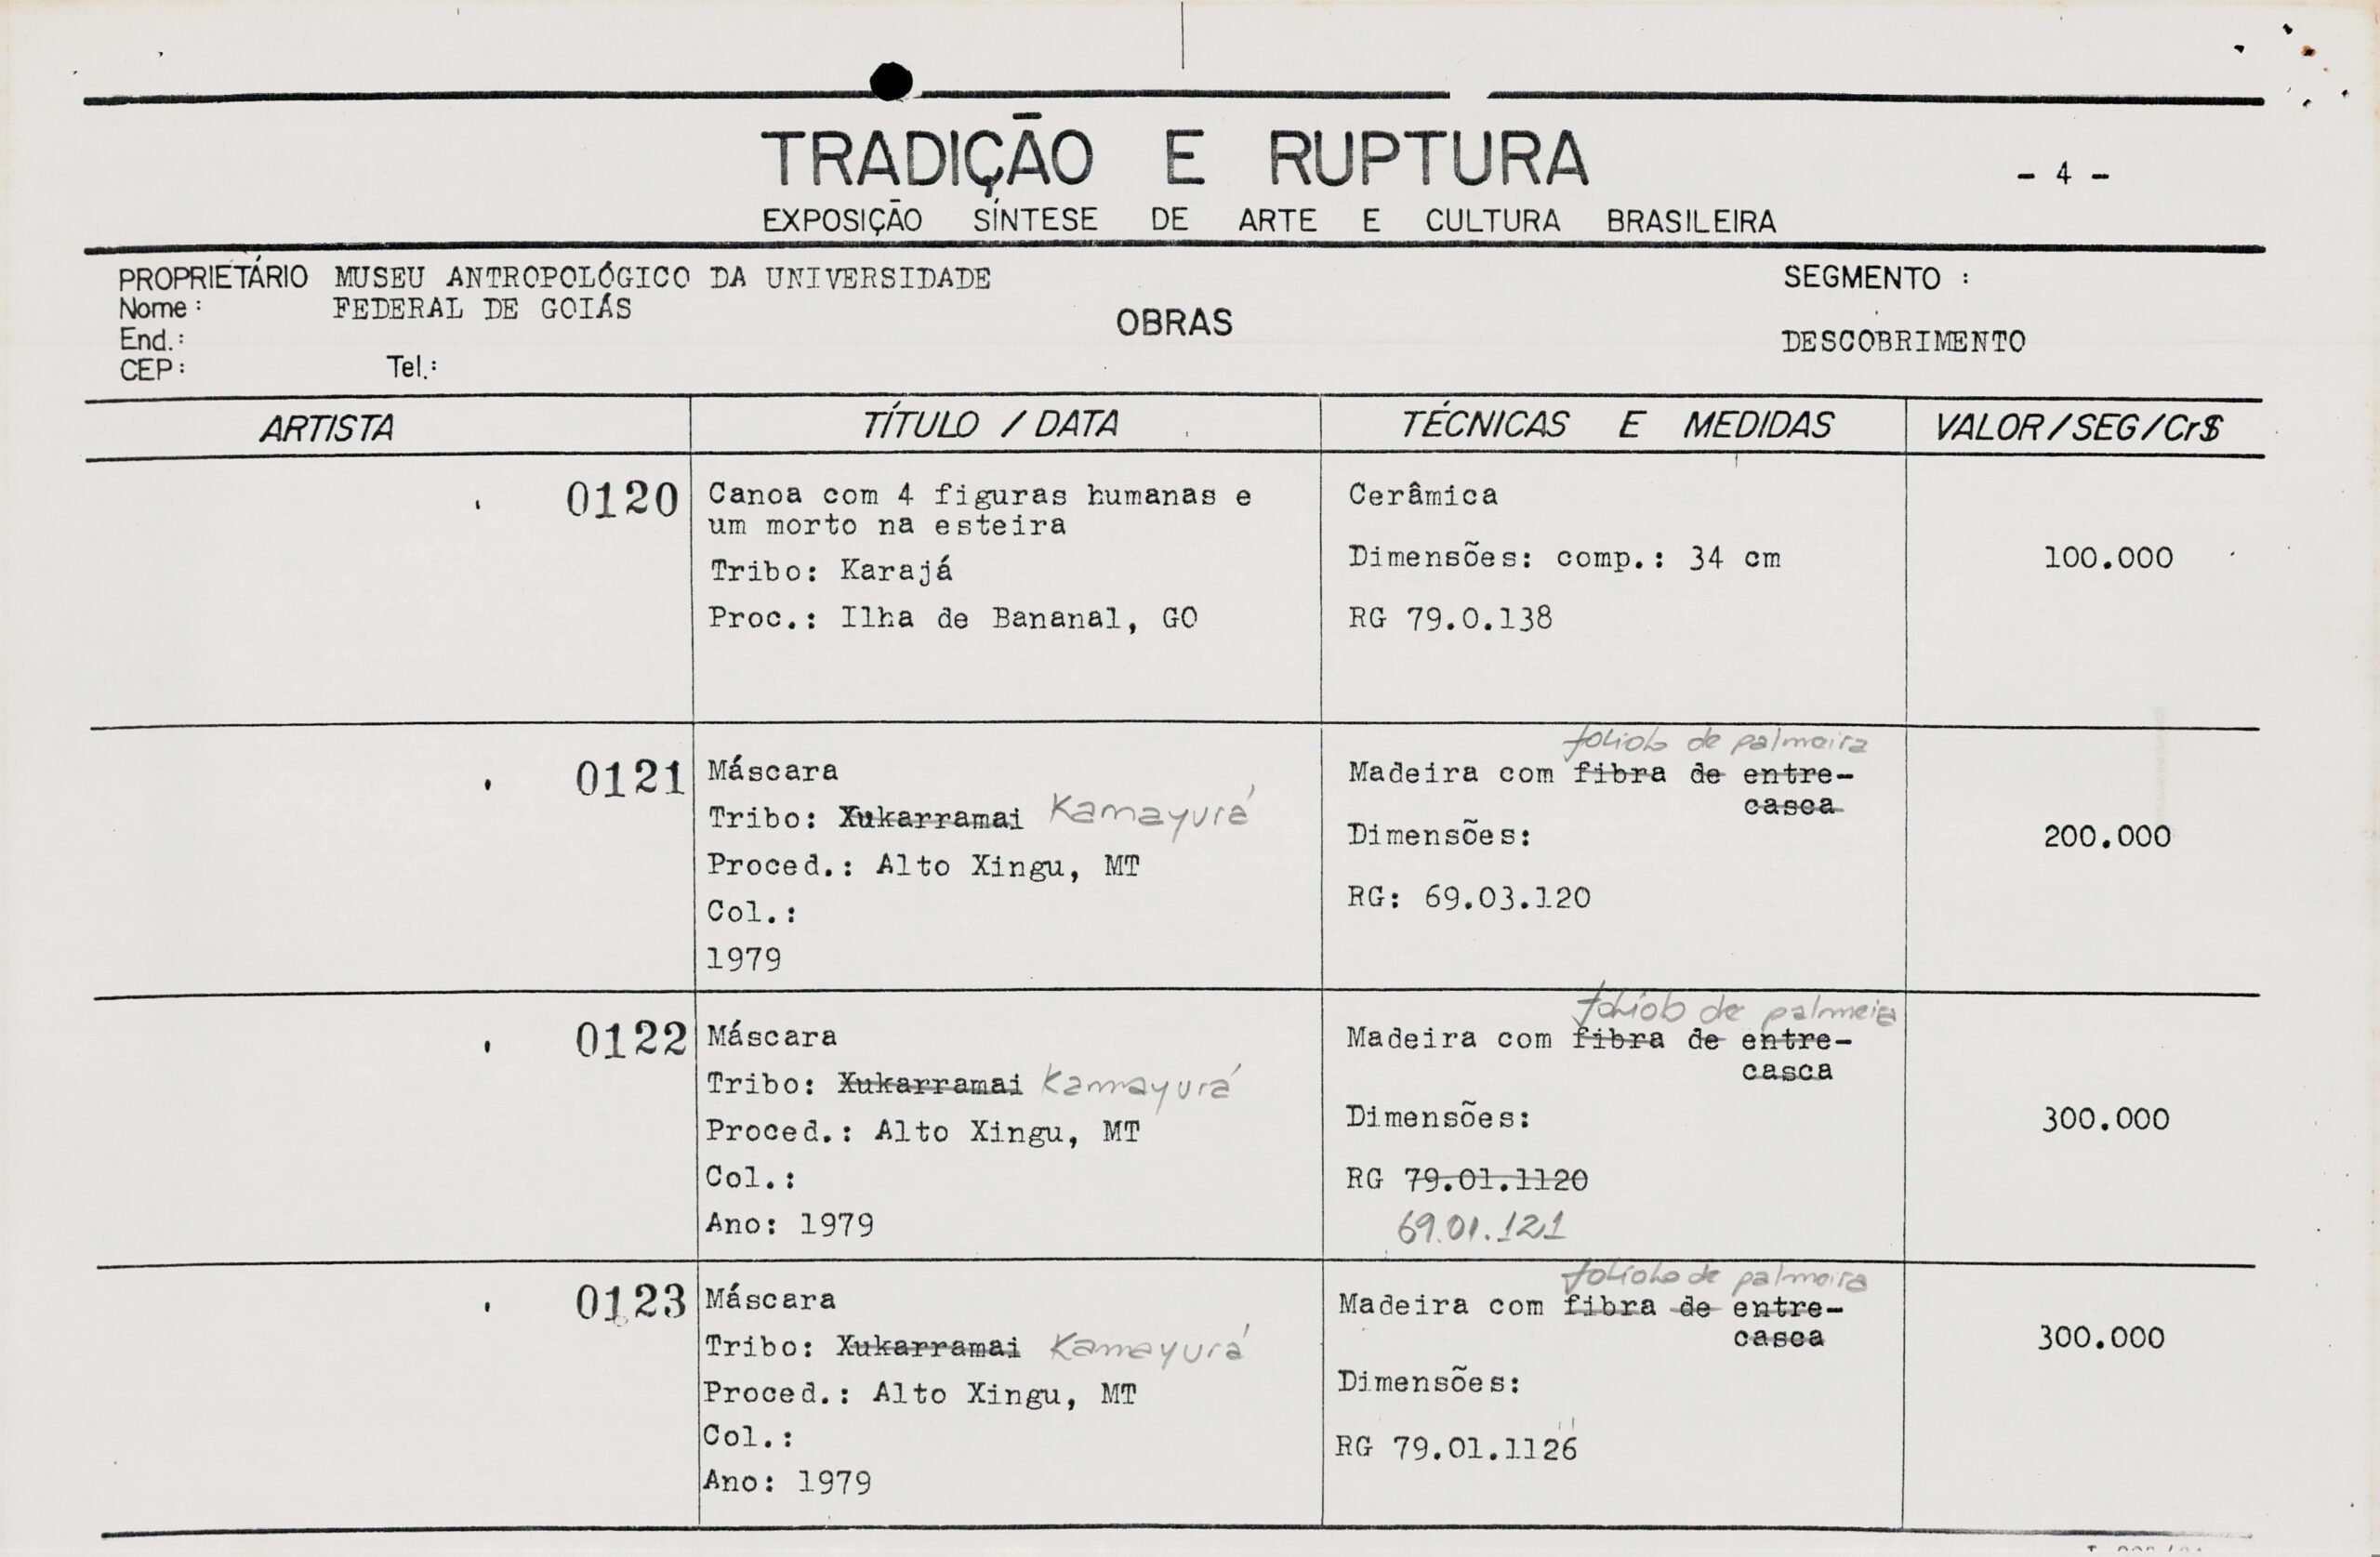 TRADIÇÃO E RUPTURA
- 4 -
EXPOSIÇÃO SÍNTESE DE ARTE E CULTURA BRASILEIRA
PROPRIETÁRIO MUSEU ANTROPOLÓGICO DA UNIVERSIDADE
Nome: FEDERAL DE GOIÁS
End.:
CEP: Tel.:
OBRAS
SEGMENTO :
DESCOBRIMENTO
ARTISTA TÍTULO / DATA TÉCNICAS E MEDIDAS VALOR/SEG/Cr$
0120
Canoa com 4 figuras humanas e
um morto na esteira
Tribo: Karajá
Proc.: Ilha de Bananal, GO
Cerâmica
Dimensões: comp.: 34 cm
RG 79.0.138
100.000
0121
Máscara
Tribo: Xukarramai Kamayurá
Proced.: Alto Xingu, MT
Col.:
1979
de palmeira
Madeira com fibra de entre-
casca
Dimensões:
RG: 69.03.120
200.000
0122
Máscara
Tribo: Xukarramai Kamayurá
Proced.: Alto Xingu, MT
Col.:
Ano: 1979
de palmeira
Madeira com fibra de entre-
casca
Dimensões:
RG 79.01.1120
69.01.121
300.000
0123
Máscara
Tribo: Xukarramai Kamayurá
Proced.: Alto Xingu, MT
Col.:
Ano: 1979
de palmeira
Madeira com fibra de entre-
casca
Dimensões:
RG 79.01.1126
300.000